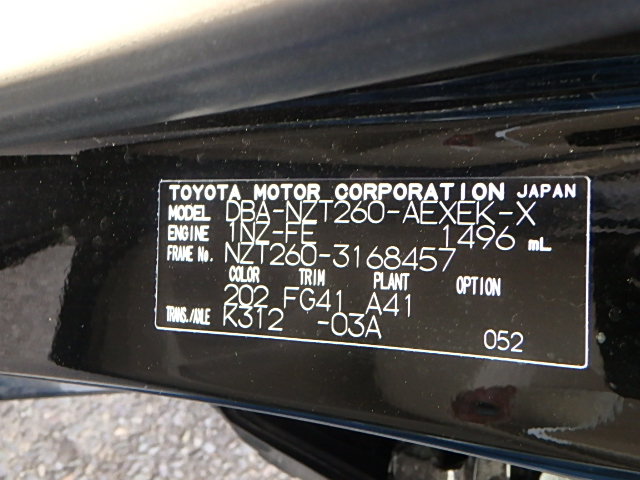 TOYOTA MOTOR CORPORATION JAPAN
MODEL DBA-NZT260-AEXEK-X
ENGINE 1NZ-FE 1496 mL
FRAME No. NZT260-3168457
COLOR TRIM PLANT OPTION
202 FG41 A41
TRANS./AXLE K312 -03A
052